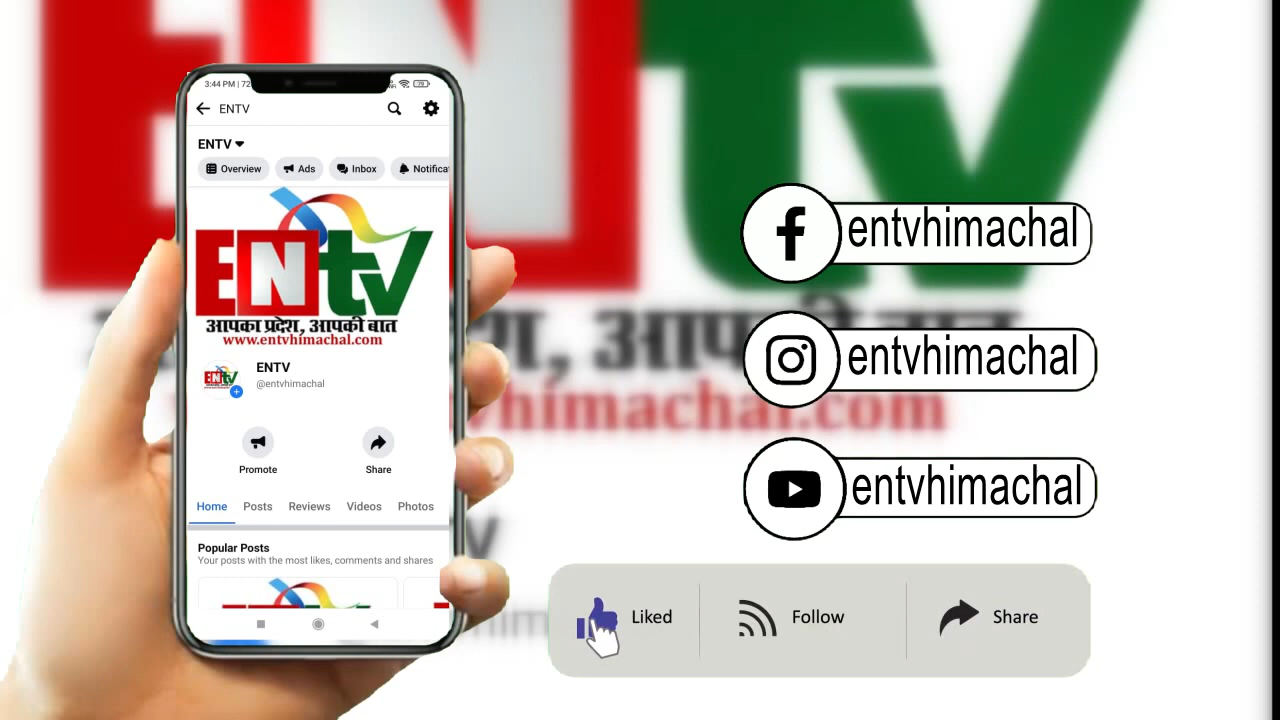 3:44 PM | 72
ENTV
ENTV
Overview
Ads
Inbox
Notifica
ENtv
आपका प्रदेश, आपकी बात
www.entvhimachal.com
ENTV
@entvhimachal
Promote
Share
Home
Posts
Reviews
Videos
Photos
Popular Posts
Your posts with the most likes, comments and shares
entvhimachal
entvhimachal
entvhimachal
Liked
Follow
Share